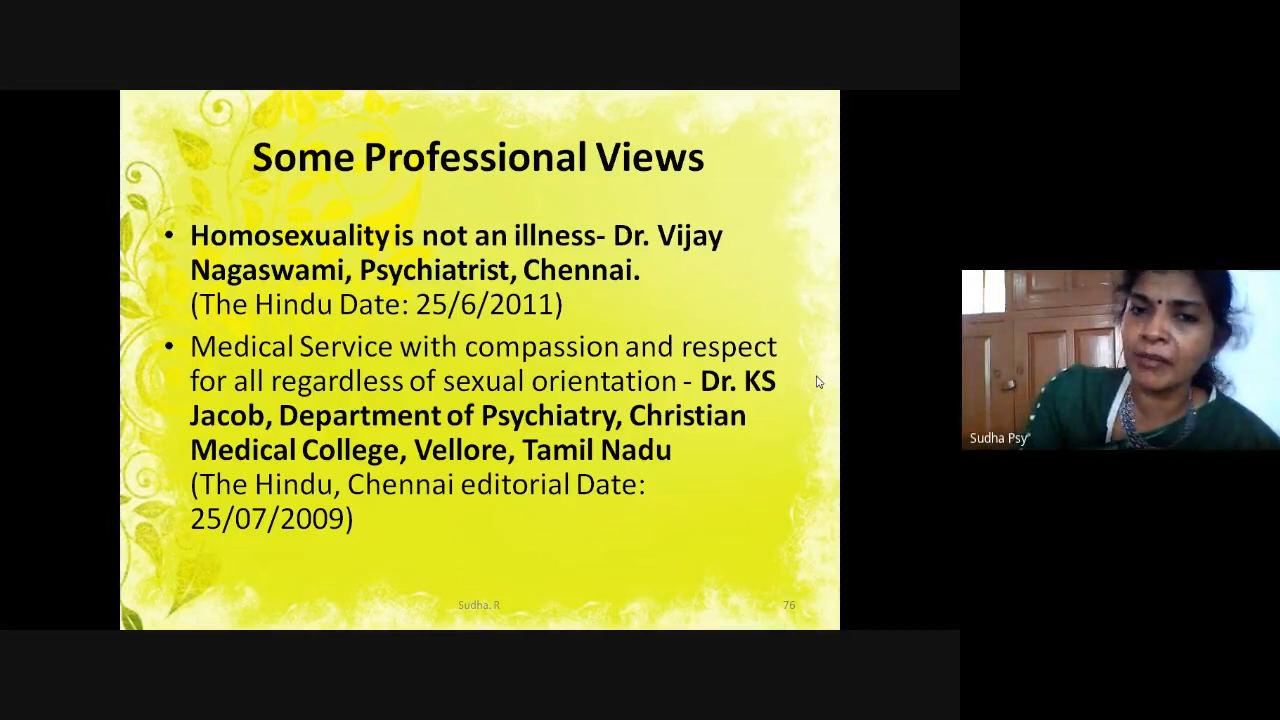 Some Professional Views
• Homosexuality is not an illness- Dr. Vijay
Nagaswami, Psychiatrist, Chennai.
(The Hindu Date: 25/6/2011)
• Medical Service with compassion and respect
for all regardless of sexual orientation - Dr. KS
Jacob, Department of Psychiatry, Christian
Medical College, Vellore, Tamil Nadu
(The Hindu, Chennai editorial Date:
25/07/2009)
Sudha. R
76
Sudha Psy